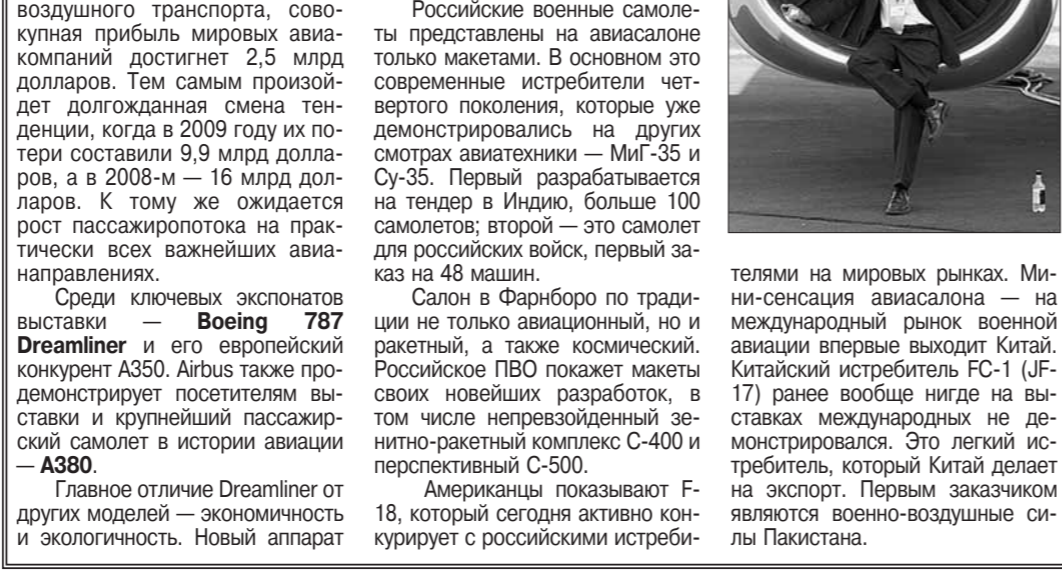 воздушного транспорта, сово-
купная прибыль мировых авиа-
компаний достигнет 2,5 млрд
долларов. Тем самым произой-
дет долгожданная смена тен-
денции, когда в 2009 году их по-
тери составили 9,9 млрд долла-
ров, а в 2008-м — 16 млрд дол-
ларов. К тому же ожидается
рост пассажиропотока на прак-
тически всех важнейших авиа-
направлениях.
Среди ключевых экспонатов
выставки — Boeing 787
Dreamliner и его европейский
конкурент А350. Airbus также про-
демонстрирует посетителям вы-
ставки и крупнейший пассажир-
ский самолет в истории авиации
— А380.
Главное отличие Dreamliner от
других моделей — экономичность
и экологичность. Новый аппарат
Российские военные самоле-
ты представлены на авиасалоне
только макетами. В основном это
современные истребители чет-
вертого поколения, которые уже
демонстрировались на других
смотрах авиатехники — МиГ-35 и
Су-35. Первый разрабатывается
на тендер в Индию, больше 100
самолетов; второй — это самолет
для российских войск, первый за-
каз на 48 машин.
Салон в Фарнборо по тради-
ции не только авиационный, но и
ракетный, а также космический.
Российское ПВО покажет макеты
своих новейших разработок, в
том числе непревзойденный зе-
нитно-ракетный комплекс С-400 и
перспективный С-500.
Американцы показывают F-
18, который сегодня активно кон-
курирует с российскими истреби-
телями на мировых рынках. Ми-
ни-сенсация авиасалона — на
международный рынок военной
авиации впервые выходит Китай.
Китайский истребитель FC-1 (JF-
17) ранее вообще нигде на вы-
ставках международных не де-
монстрировался. Это легкий ис-
требитель, который Китай делает
на экспорт. Первым заказчиком
являются военно-воздушные си-
лы Пакистана.